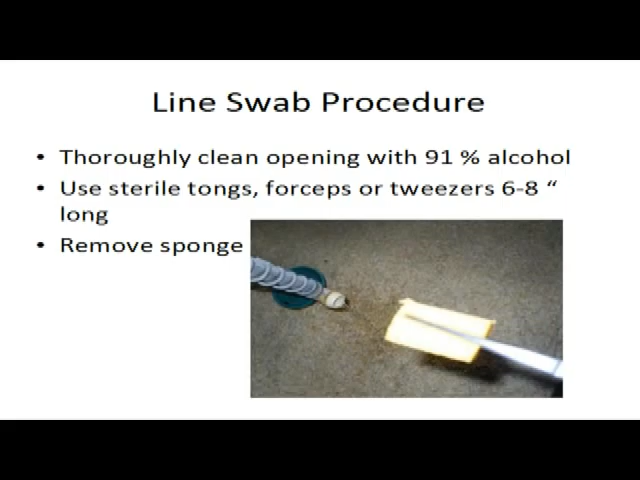 Line Swab Procedure
• Thoroughly clean opening with 91 % alcohol
• Use sterile tongs, forceps or tweezers 6-8 “
long
• Remove sponge